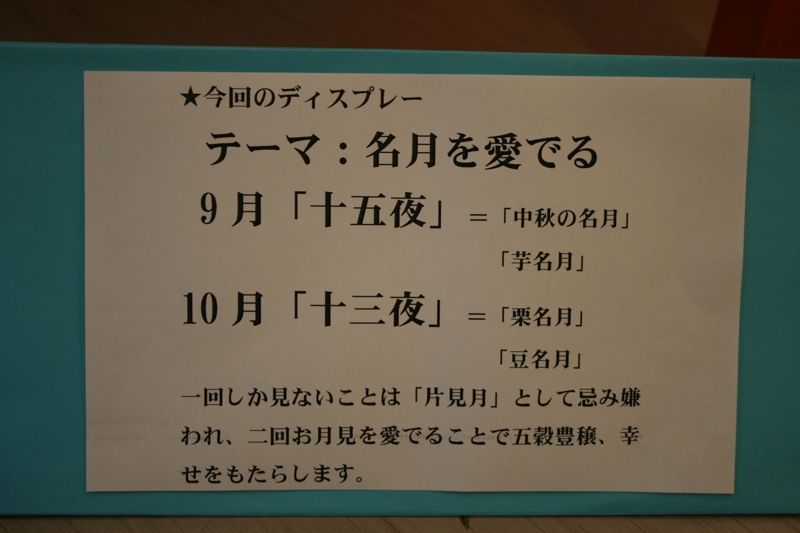 ★今回のディスプレー
テーマ：名月を愛でる
9月「十五夜」＝「中秋の名月」
「芋名月」
10月「十三夜」＝「栗名月」
「豆名月」
一回しか見ないことは「片見月」として忌み嫌
われ、二回お月見を愛でることで五穀豊穣、幸
せをもたらします。